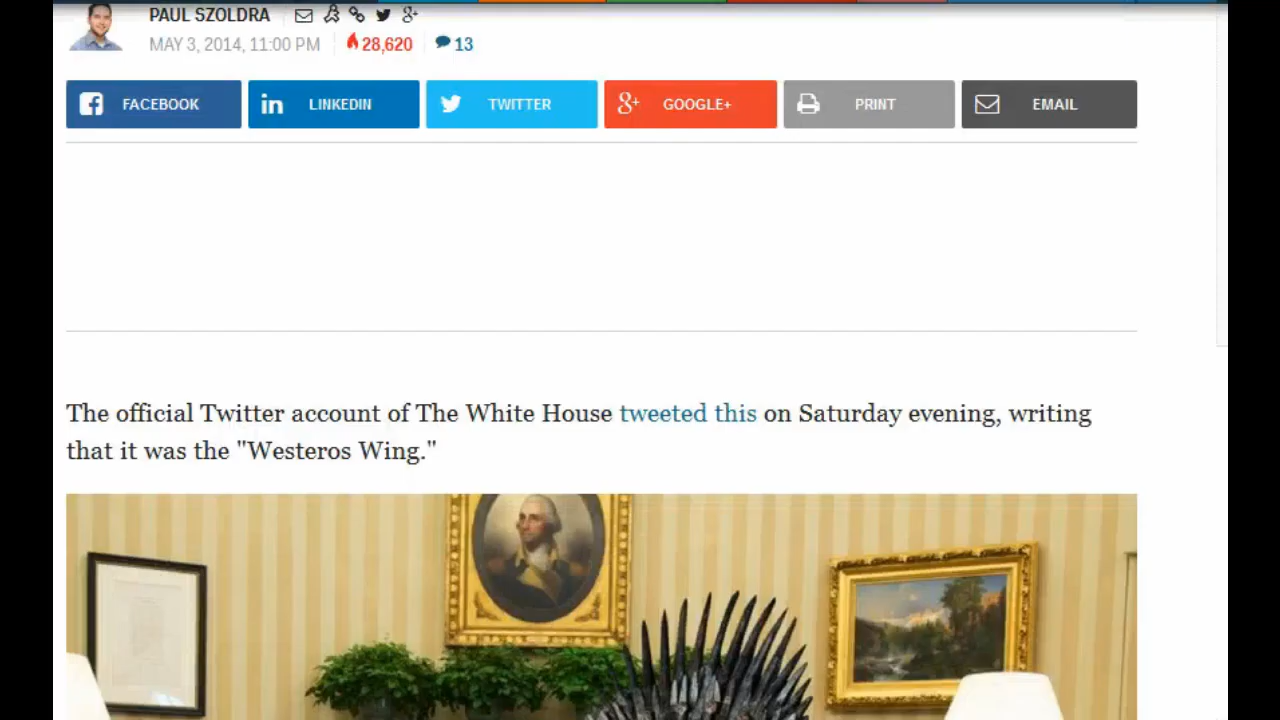 PAUL SZOLDRA
MAY 3, 2014, 11:00 PM 28,620 13
FACEBOOK LINKEDIN TWITTER GOOGLE+ PRINT EMAIL
The official Twitter account of The White House tweeted this on Saturday evening, writing
that it was the "Westeros Wing."